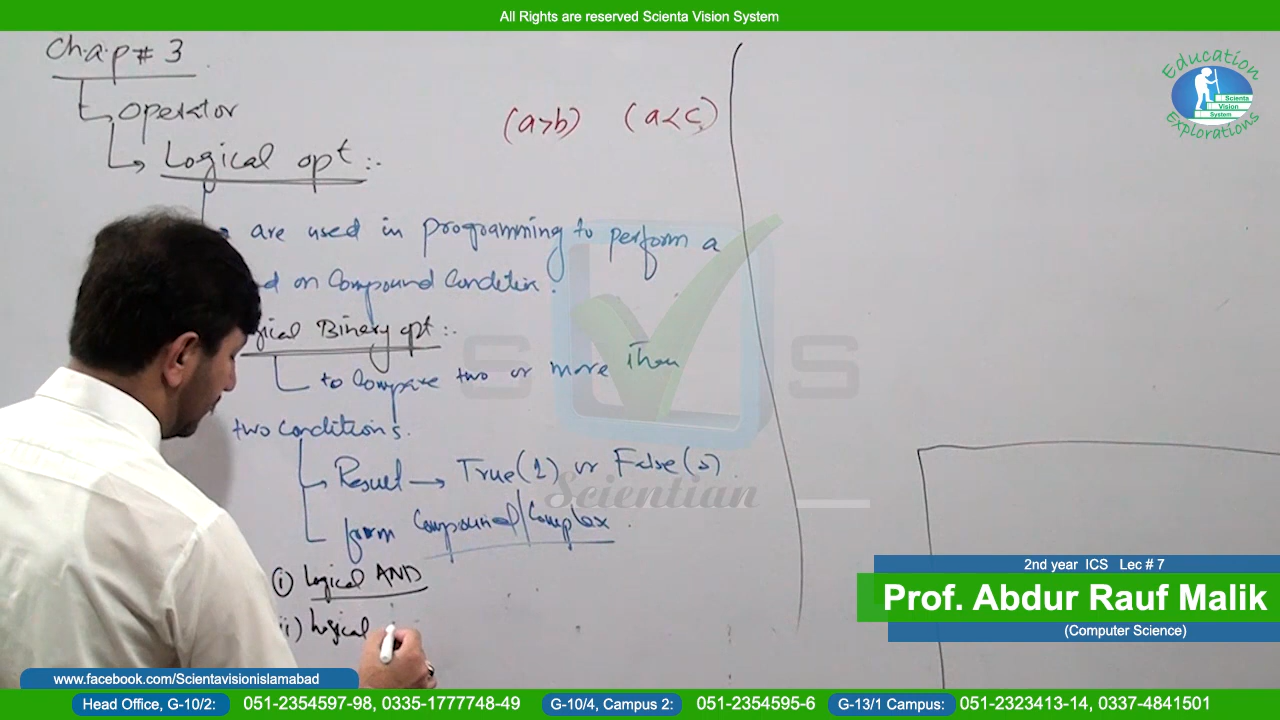 All Rights are reserved Scienta Vision System
Chap# 3
operator
Logical opt :-
(a>b) (a<c)
are used in programming to perform a
on Compound Condition.
Binary opt :-
to Compare two or more than
two conditions.
Result → True(1) or False(0).
form Compound/Complex.
i) Logical AND
ii) Logical
Education
Scienta
Vision
System
Explorations
S S
Scientian
2nd year ICS Lec # 7
Prof. Abdur Rauf Malik
(Computer Science)
www.facebook.com/Scientavisionislamabad
Head Office, G-10/2: 051-2354597-98, 0335-1777748-49 G-10/4, Campus 2: 051-2354595-6 G-13/1 Campus: 051-2323413-14, 0337-4841501